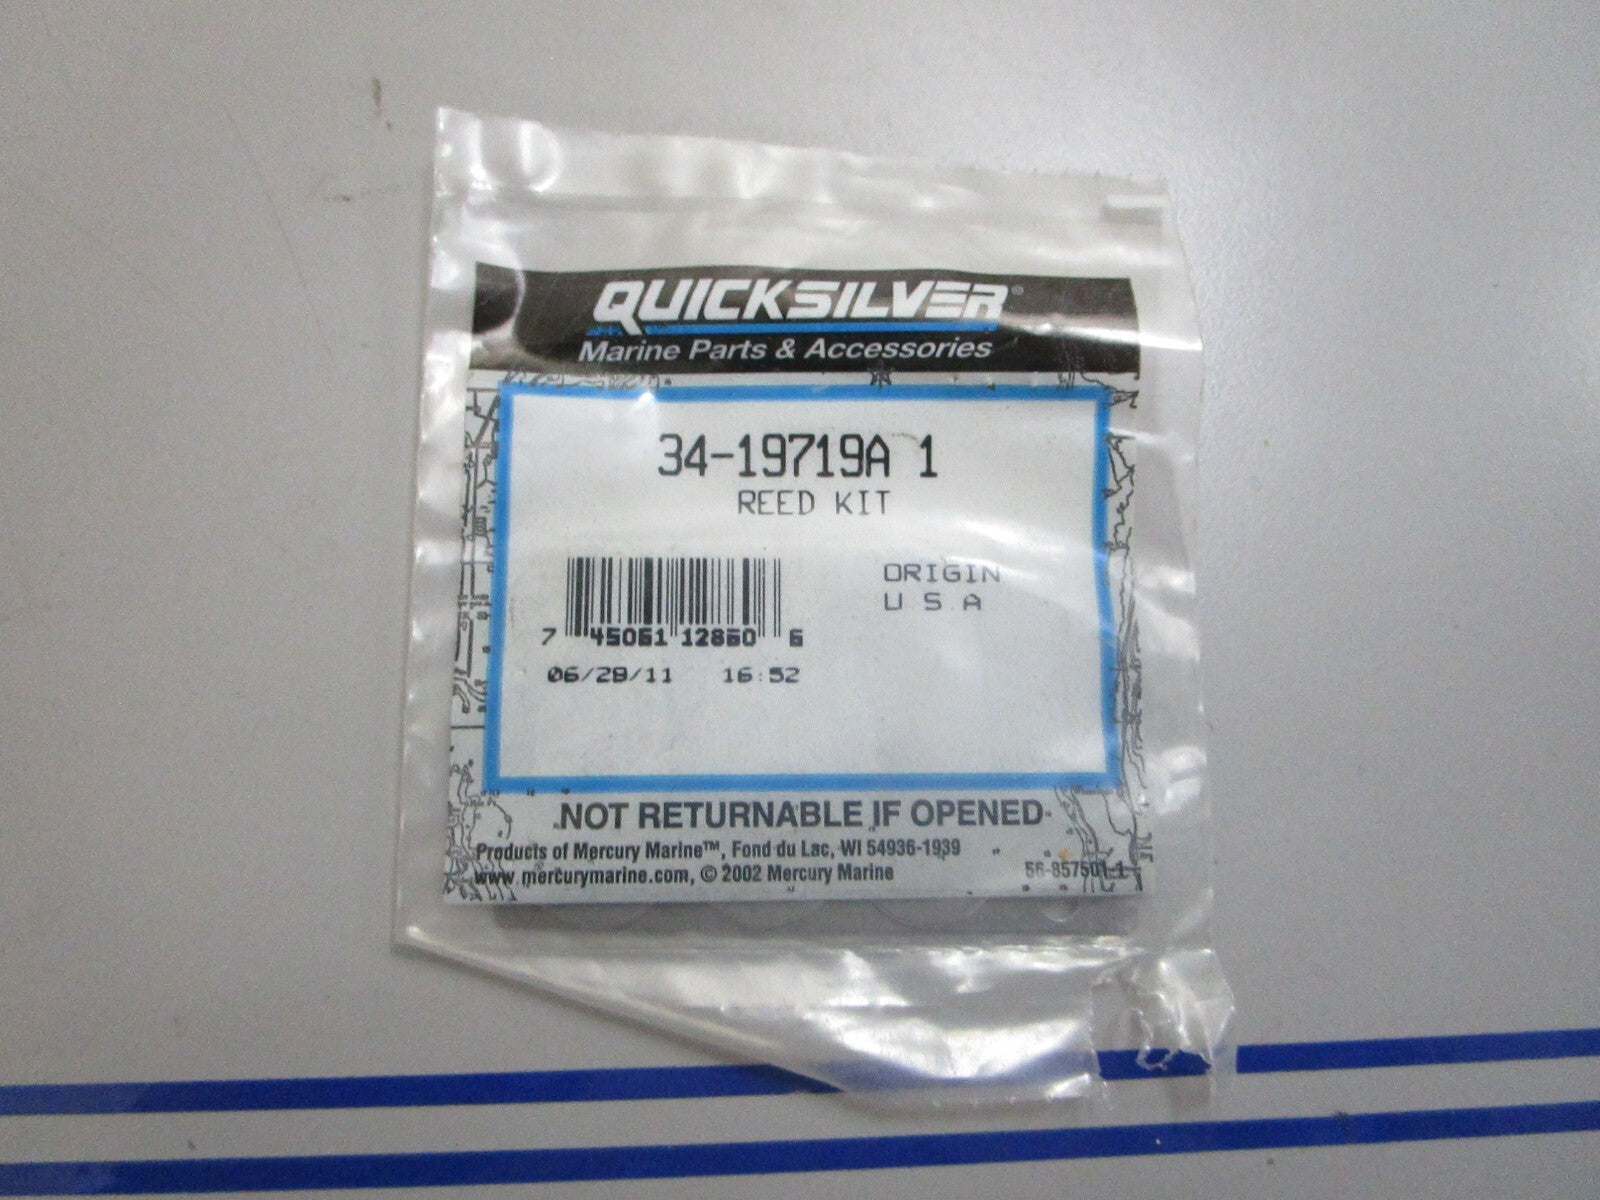 QUICKSILVER®
Marine Parts & Accessories
34-19719A 1
REED KIT
ORIGIN
U S A
7 45061 12860 6
06/29/11 16:52
NOT RETURNABLE IF OPENED
Products of Mercury Marine™, Fond du Lac, WI 54936-1939
www.mercurymarine.com, © 2002 Mercury Marine
56-857501-1